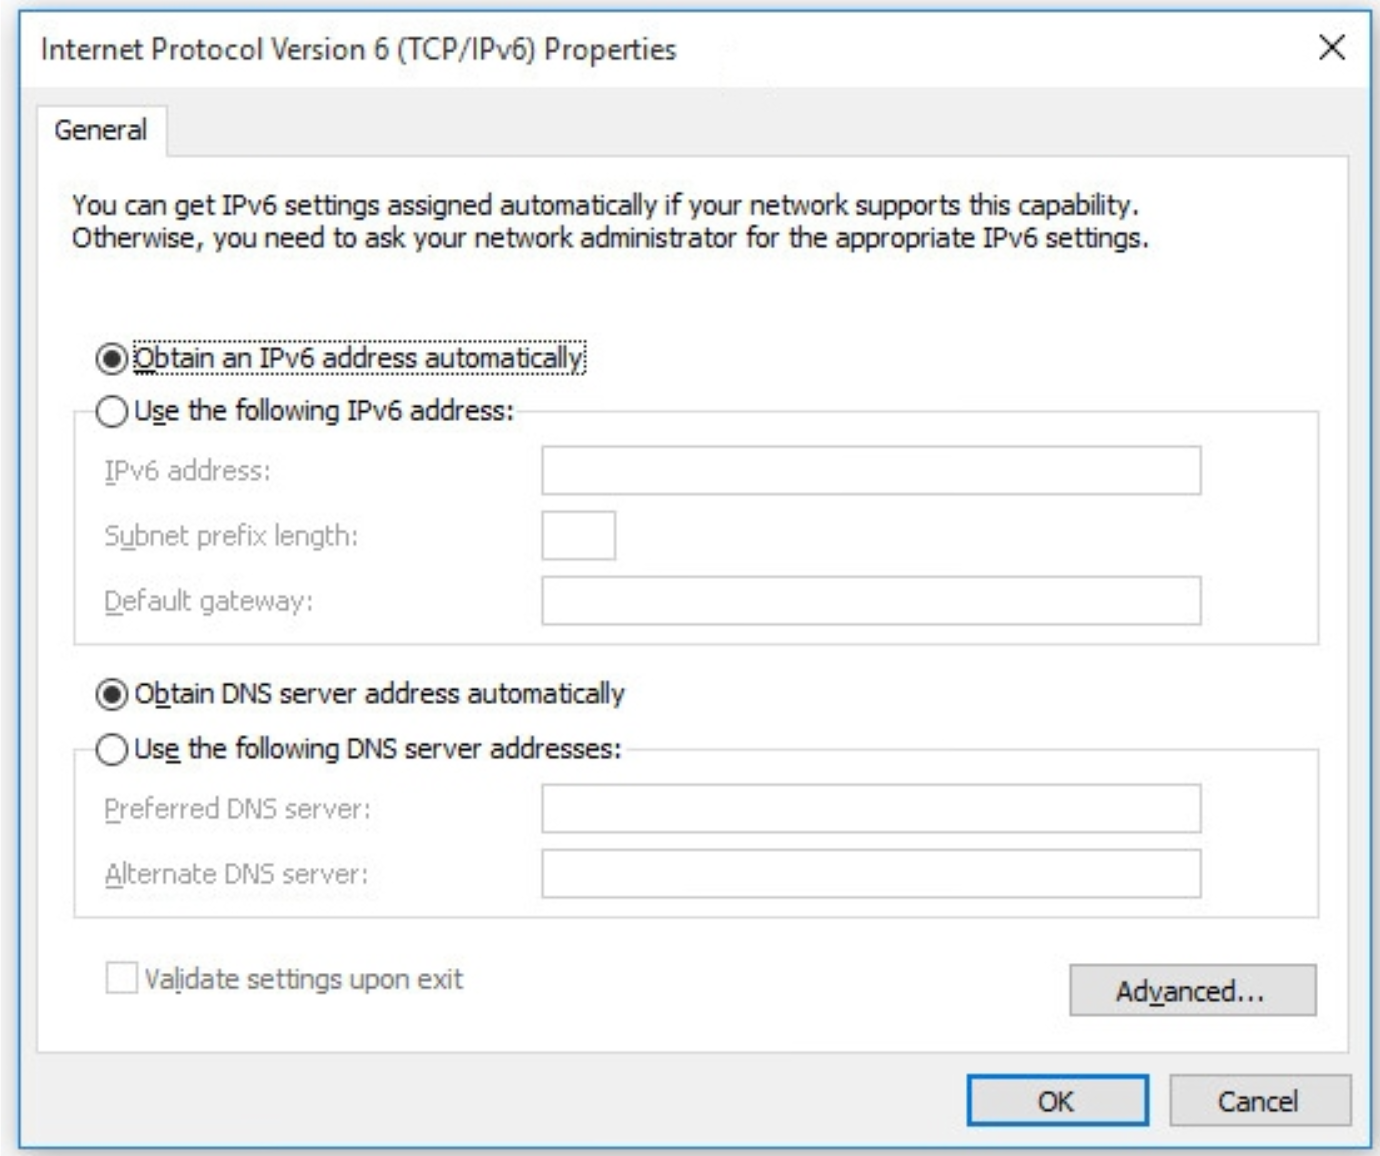 Internet Protocol Version 6 (TCP/IPv6) Properties
General
You can get IPv6 settings assigned automatically if your network supports this capability.
Otherwise, you need to ask your network administrator for the appropriate IPv6 settings.
Obtain an IPv6 address automatically
Use the following IPv6 address:
IPv6 address:
Subnet prefix length:
Default gateway:
Obtain DNS server address automatically
Use the following DNS server addresses:
Preferred DNS server:
Alternate DNS server:
Validate settings upon exit
Advanced...
OK
Cancel